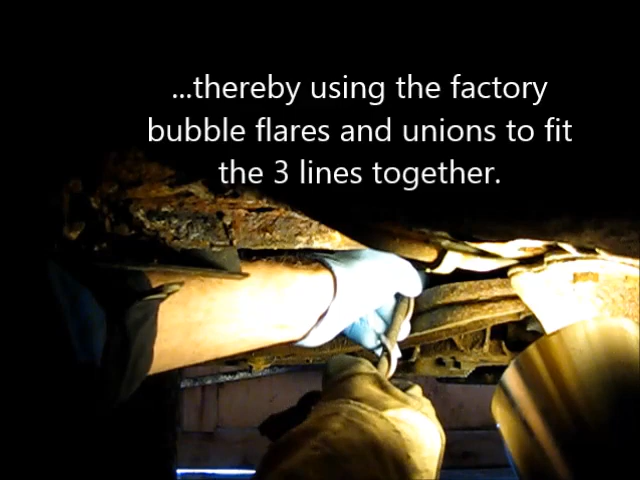 ...thereby using the factory
bubble flares and unions to fit
the 3 lines together.